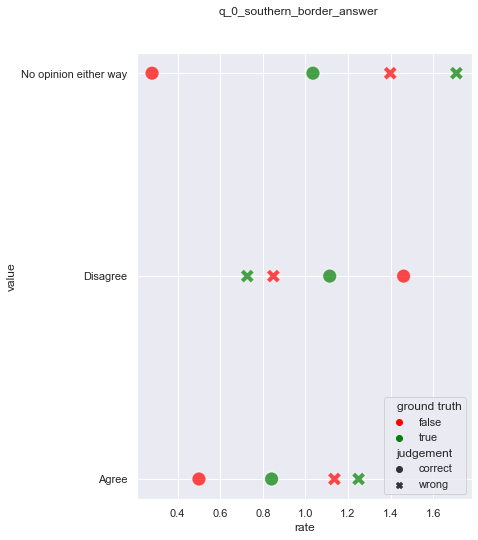 q_0_southern_border_answer
No opinion either way
Disagree
Agree
value
0.4 0.6 0.8 1.0 1.2 1.4 1.6
rate
ground truth
false
true
judgement
correct
wrong